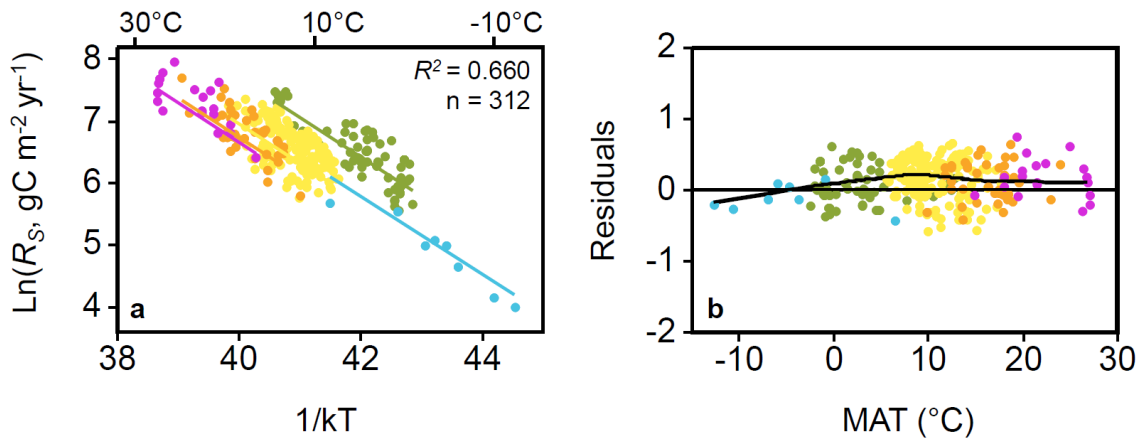 30°C 10°C -10°C
8
7
6
5
4
Ln(R_S, gC m⁻² yr⁻¹)
R² = 0.660
n = 312
a
38 40 42 44
1/kT
2
1
0
-1
-2
Residuals
b
-10 0 10 20 30
MAT (°C)